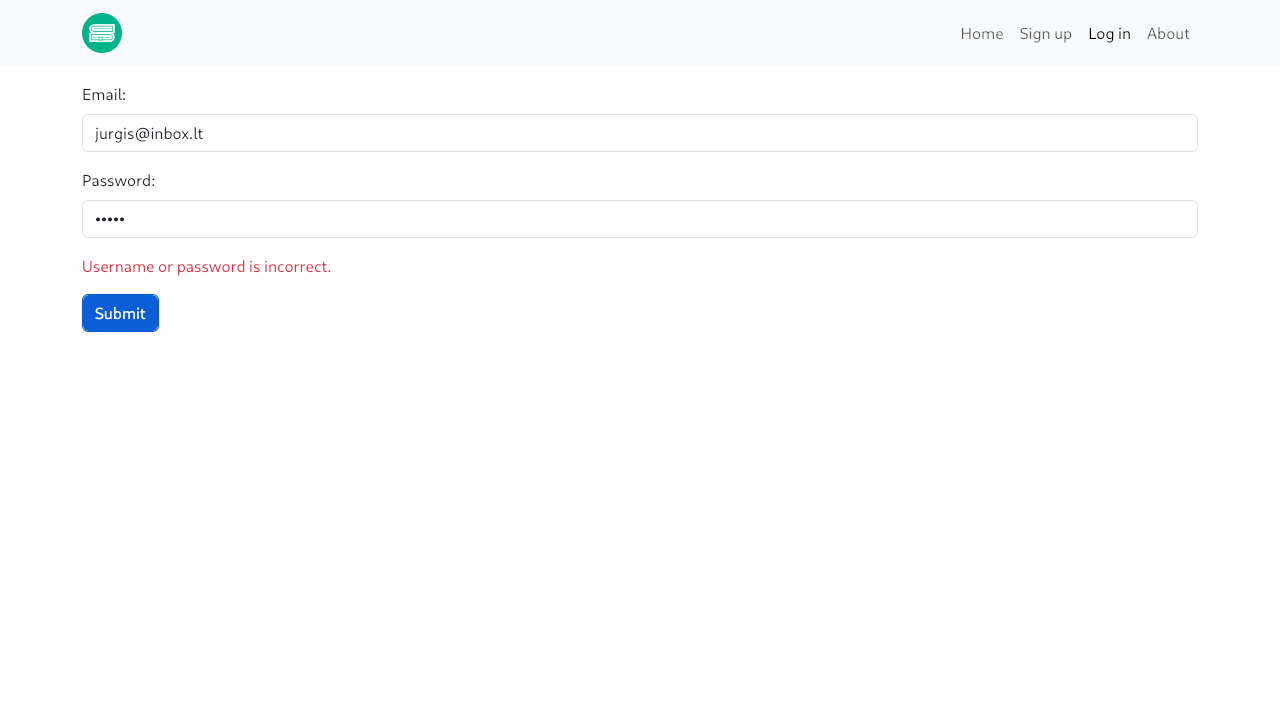 Home Sign up Log in About
Email:
jurgis@inbox.lt
Password:
•••••
Username or password is incorrect.
Submit